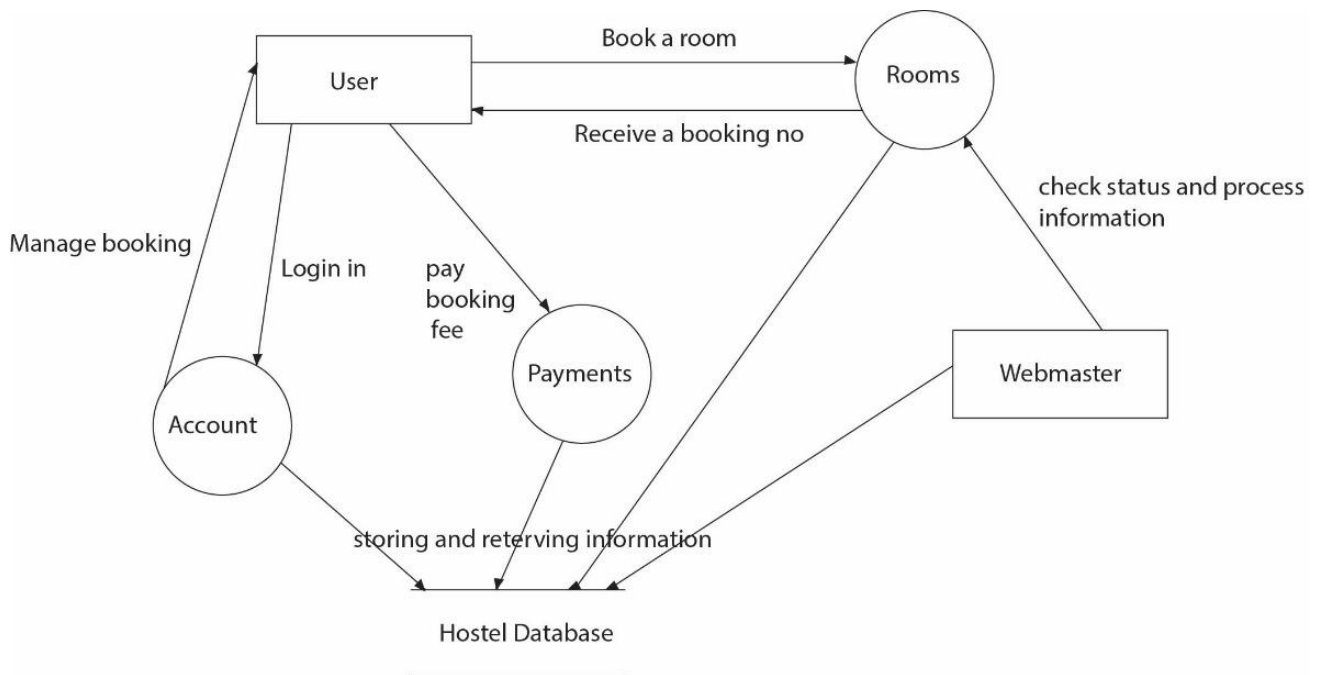 Book a room
User
Rooms
Receive a booking no
check status and process
information
Manage booking
Login in
pay
booking
fee
Payments
Webmaster
Account
storing and reterving information
Hostel Database